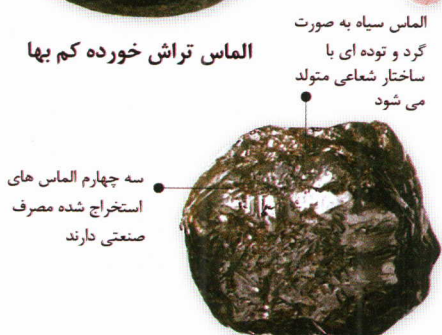 الماس سیاه به صورت
گرد و توده ای با
ساختار شعاعی متولد
می شود
الماس تراش خورده کم بها
سه چهارم الماس های
استخراج شده مصرف
صنعتی دارند